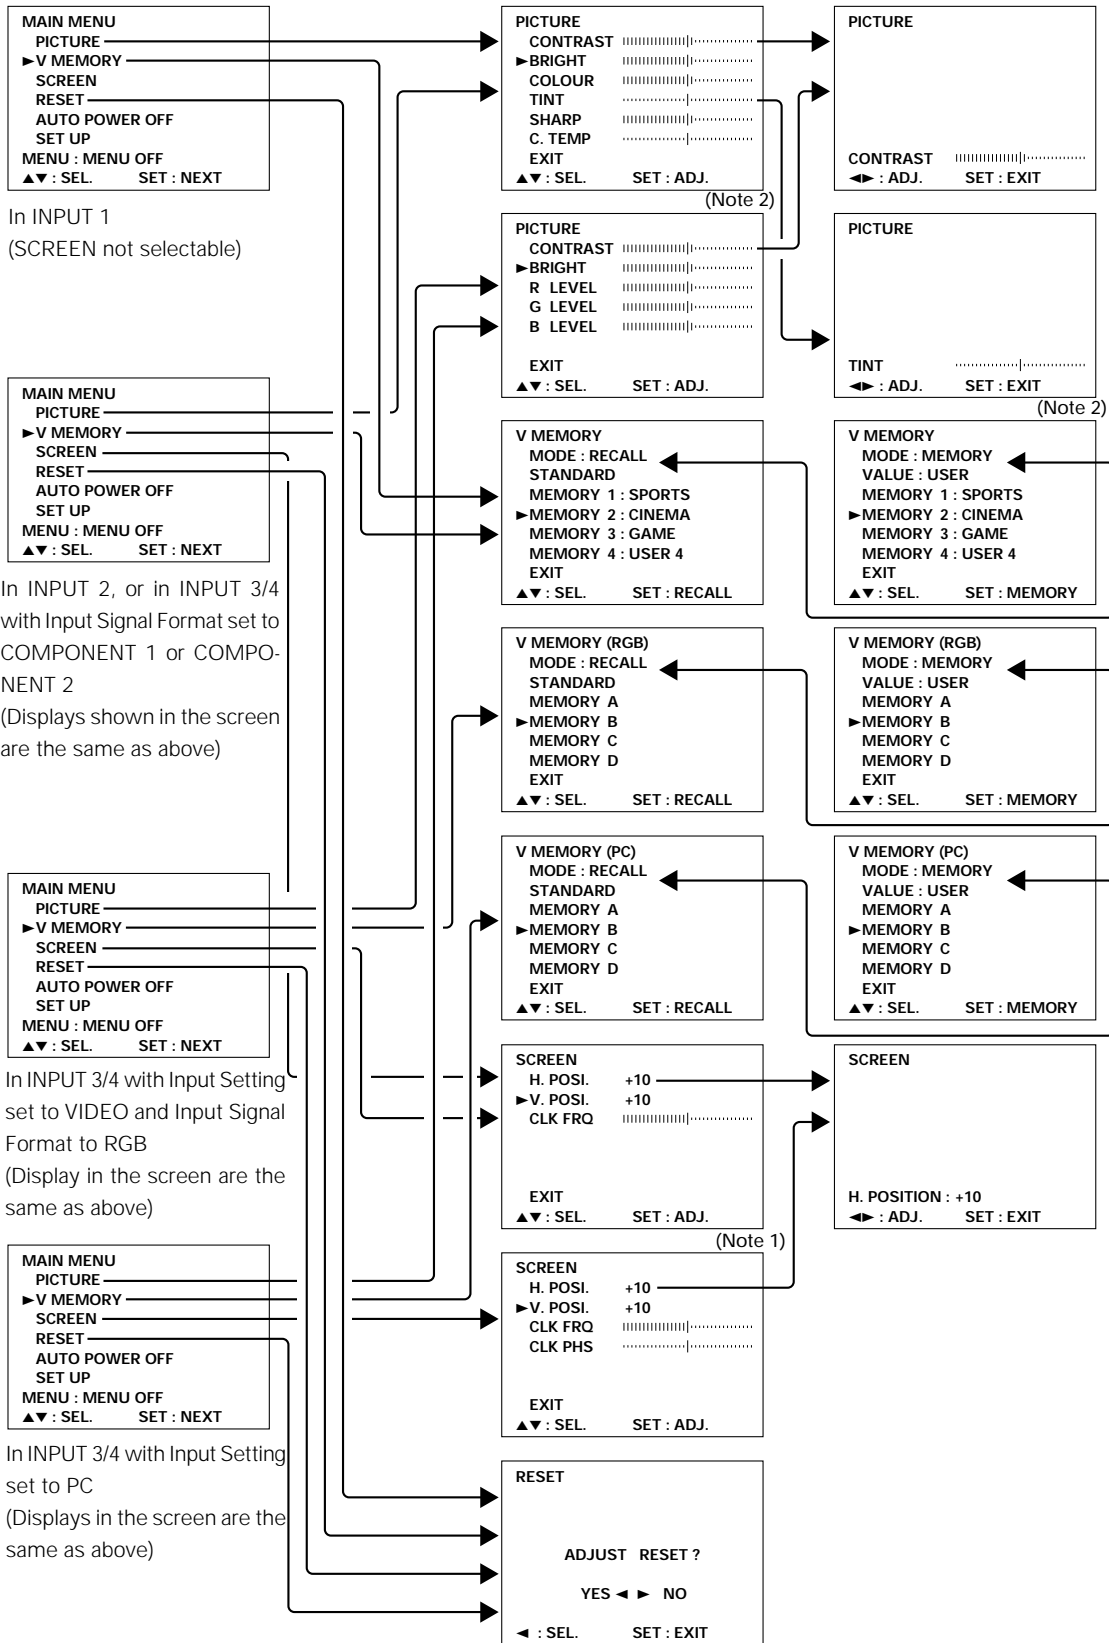 MAIN MENU
PICTURE
►V MEMORY
SCREEN
RESET
AUTO POWER OFF
SET UP
MENU : MENU OFF
▲▼ : SEL. SET : NEXT
In INPUT 1
(SCREEN not selectable)
MAIN MENU
PICTURE
►V MEMORY
SCREEN
RESET
AUTO POWER OFF
SET UP
MENU : MENU OFF
▲▼ : SEL. SET : NEXT
In INPUT 2, or in INPUT 3/4
with Input Signal Format set to
COMPONENT 1 or COMPO-
NENT 2
(Displays shown in the screen
are the same as above)
MAIN MENU
PICTURE
►V MEMORY
SCREEN
RESET
AUTO POWER OFF
SET UP
MENU : MENU OFF
▲▼ : SEL. SET : NEXT
In INPUT 3/4 with Input Setting
set to VIDEO and Input Signal
Format to RGB
(Display in the screen are the
same as above)
MAIN MENU
PICTURE
►V MEMORY
SCREEN
RESET
AUTO POWER OFF
SET UP
MENU : MENU OFF
▲▼ : SEL. SET : NEXT
In INPUT 3/4 with Input Setting
set to PC
(Displays in the screen are the
same as above)
PICTURE
CONTRAST
►BRIGHT
COLOUR
TINT
SHARP
C. TEMP
EXIT
▲▼ : SEL. SET : ADJ.
(Note 2)
PICTURE
CONTRAST
►BRIGHT
R LEVEL
G LEVEL
B LEVEL
EXIT
▲▼ : SEL. SET : ADJ.
V MEMORY
MODE : RECALL
STANDARD
MEMORY 1 : SPORTS
►MEMORY 2 : CINEMA
MEMORY 3 : GAME
MEMORY 4 : USER 4
EXIT
▲▼ : SEL. SET : RECALL
V MEMORY (RGB)
MODE : RECALL
STANDARD
MEMORY A
►MEMORY B
MEMORY C
MEMORY D
EXIT
▲▼ : SEL. SET : RECALL
V MEMORY (PC)
MODE : RECALL
STANDARD
MEMORY A
►MEMORY B
MEMORY C
MEMORY D
EXIT
▲▼ : SEL. SET : RECALL
SCREEN
H. POSI. +10
►V. POSI. +10
CLK FRQ
EXIT
▲▼ : SEL. SET : ADJ.
(Note 1)
SCREEN
H. POSI. +10
►V. POSI. +10
CLK FRQ
CLK PHS
EXIT
▲▼ : SEL. SET : ADJ.
RESET
ADJUST RESET ?
YES ◄ ► NO
◄ : SEL. SET : EXIT
PICTURE
CONTRAST
◄► : ADJ. SET : EXIT
PICTURE
TINT
◄► : ADJ. SET : EXIT
(Note 2)
V MEMORY
MODE : MEMORY
VALUE : USER
MEMORY 1 : SPORTS
►MEMORY 2 : CINEMA
MEMORY 3 : GAME
MEMORY 4 : USER 4
EXIT
▲▼ : SEL. SET : MEMORY
V MEMORY (RGB)
MODE : MEMORY
VALUE : USER
MEMORY A
►MEMORY B
MEMORY C
MEMORY D
EXIT
▲▼ : SEL. SET : MEMORY
V MEMORY (PC)
MODE : MEMORY
VALUE : USER
MEMORY A
►MEMORY B
MEMORY C
MEMORY D
EXIT
▲▼ : SEL. SET : MEMORY
SCREEN
H. POSITION : +10
◄► : ADJ. SET : EXIT